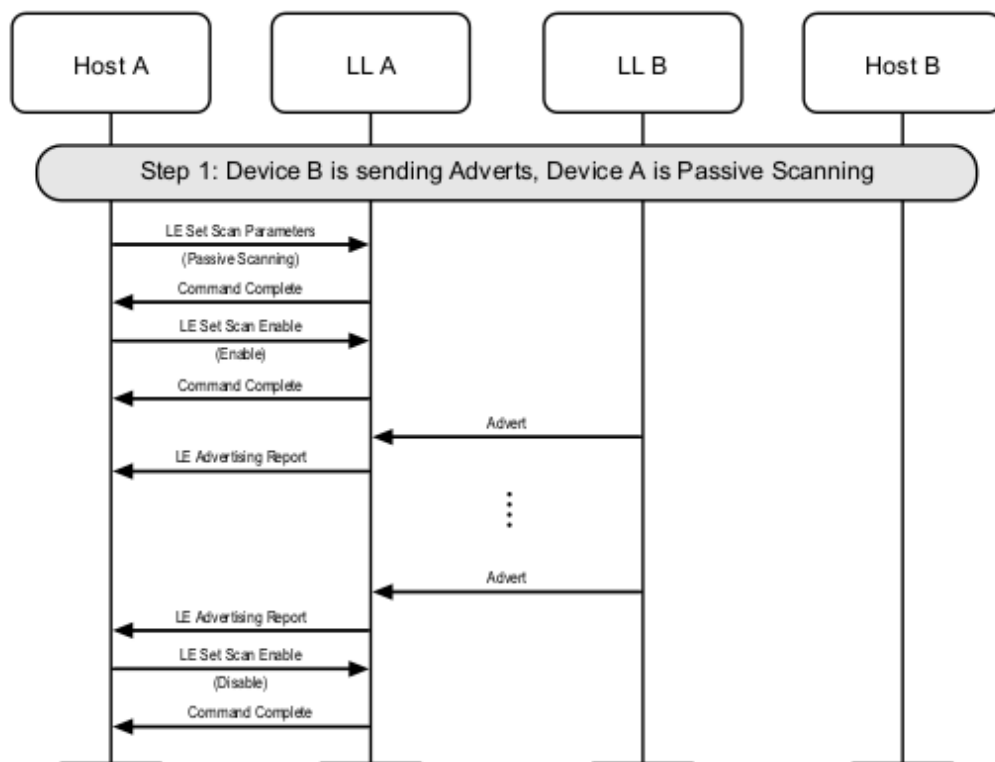 Host A
LL A
LL B
Host B
Step 1: Device B is sending Adverts, Device A is Passive Scanning
LE Set Scan Parameters
(Passive Scanning)
Command Complete
LE Set Scan Enable
(Enable)
Command Complete
Advert
LE Advertising Report
Advert
LE Advertising Report
LE Set Scan Enable
(Disable)
Command Complete